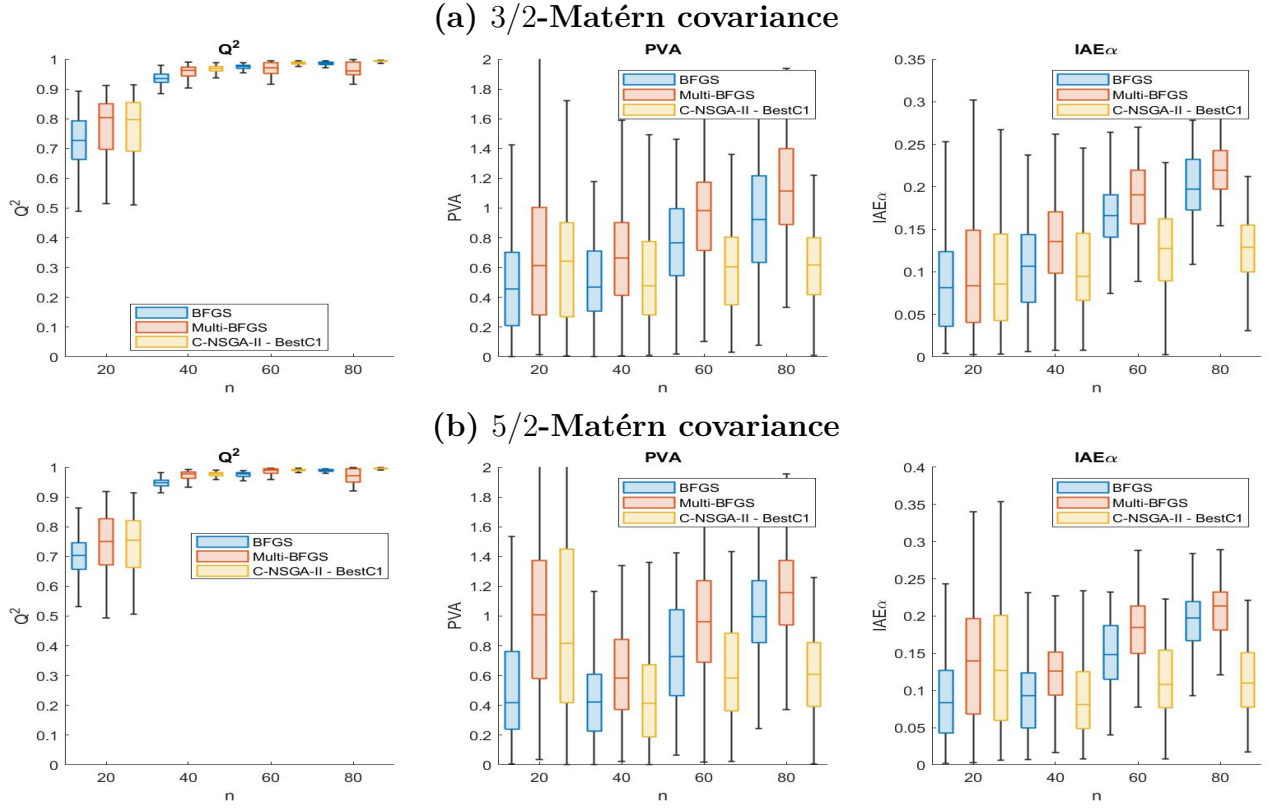 (a) 3/2-Matérn covariance
Q²
PVA
IAEα
1
0.9
0.8
0.7
0.6
0.5
0.4
0.3
0.2
0.1
0
Q²
BFGS
Multi-BFGS
C-NSGA-II - BestC1
20
40
60
80
n
2
1.8
1.6
1.4
1.2
1
0.8
0.6
0.4
0.2
0
PVA
BFGS
Multi-BFGS
C-NSGA-II - BestC1
20
40
60
80
n
0.35
0.3
0.25
0.2
0.15
0.1
0.05
0
IAEα
BFGS
Multi-BFGS
C-NSGA-II - BestC1
20
40
60
80
n
(b) 5/2-Matérn covariance
Q²
PVA
IAEα
1
0.9
0.8
0.7
0.6
0.5
0.4
0.3
0.2
0.1
0
Q²
BFGS
Multi-BFGS
C-NSGA-II - BestC1
20
40
60
80
n
2
1.8
1.6
1.4
1.2
1
0.8
0.6
0.4
0.2
0
PVA
BFGS
Multi-BFGS
C-NSGA-II - BestC1
20
40
60
80
n
0.4
0.35
0.3
0.25
0.2
0.15
0.1
0.05
0
IAEα
BFGS
Multi-BFGS
C-NSGA-II - BestC1
20
40
60
80
n